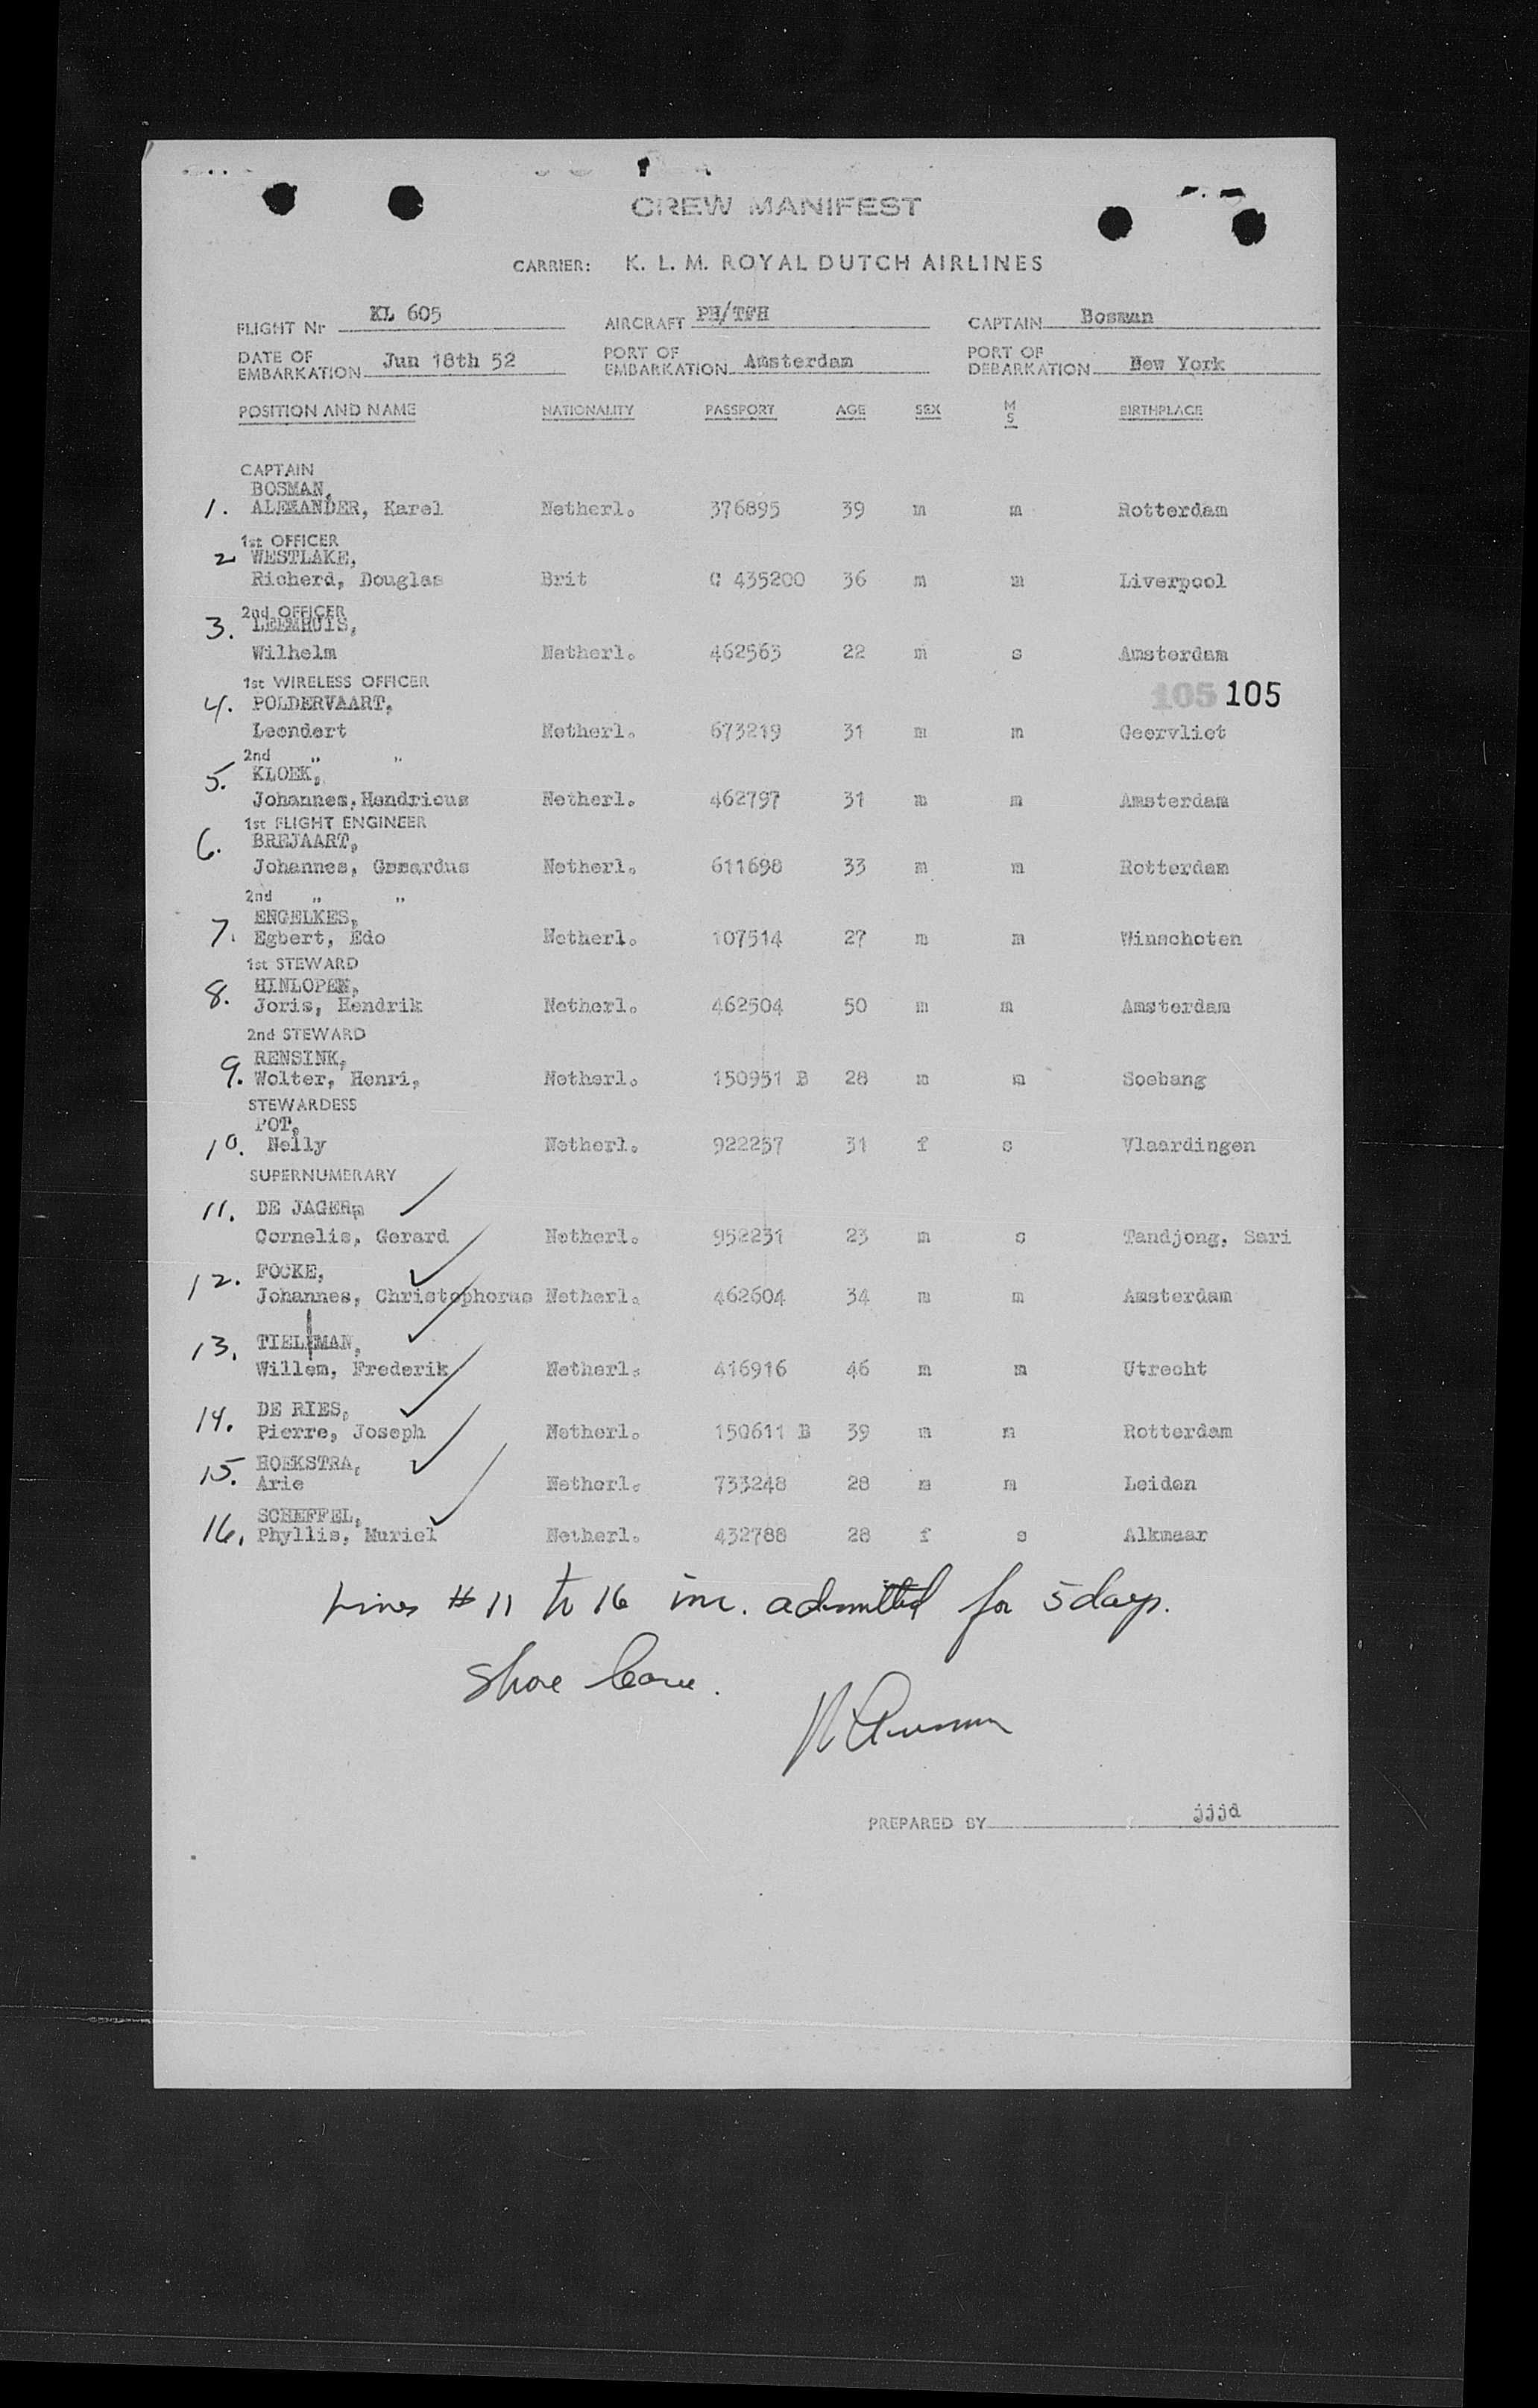 CREW MANIFEST
CARRIER: K. L. M. ROYAL DUTCH AIRLINES
FLIGHT Nr KL 605 AIRCRAFT PH/TFH CAPTAIN Bosman
DATE OF EMBARKATION Jun 18th 52 PORT OF EMBARKATION Amsterdam PORT OF DEBARKATION New York
POSITION AND NAME NATIONALITY PASSPORT AGE SEX M S BIRTHPLACE
CAPTAIN
BOSMAN,
1. ALEXANDER, Karel Netherl. 376895 39 m m Rotterdam
1st OFFICER
2 WESTLAKE,
Richerd, Douglas Brit C 435200 36 m m Liverpool
2nd OFFICER
3. LEEMHUIS,
Wilhelm Netherl. 462563 22 m s Amsterdam
1st WIRELESS OFFICER 105 105
4. POLDERVAART,
Leendert Netherl. 673219 31 m m Geervliet
2nd " "
5. KLOEK,
Johannes, Hendricus Netherl. 462797 31 m m Amsterdam
1st FLIGHT ENGINEER
6. BREJAART,
Johannes, Netherl. 611698 33 m m Rotterdam
2nd " "
ENGELKES,
7. Egbert, Edo Netherl. 107514 27 m m Winschoten
1st STEWARD
8. HINLOPEN,
Joris, Hendrik Netherl. 462504 50 m m Amsterdam
2nd STEWARD
RENSINK,
9. Wolter, Henri, Netherl. 150951 B 28 m m Soebang
STEWARDESS
POT,
10. Nelly Netherl. 922257 31 f s Vlaardingen
SUPERNUMERARY
11. DE JAGER,
Cornelis, Gerard Netherl. 952231 23 m s Tandjong, Sari
12. FOCKE,
Johannes, Christophorus Netherl. 462604 34 m m Amsterdam
13. TIELEMAN,
Willem, Frederik Netherl. 416916 46 m m Utrecht
14. DE RIES,
Pierre, Joseph Netherl. 150611 B 39 m m Rotterdam
15. HOEKSTRA,
Arie Netherl. 733248 28 m m Leiden
SCHEFFEL,
16. Phyllis, Muriel Netherl. 432788 28 f s Alkmaar
Lines # 11 to 16 inc. admitted for 5 days.
Shore leave.
PREPARED BY jjjd